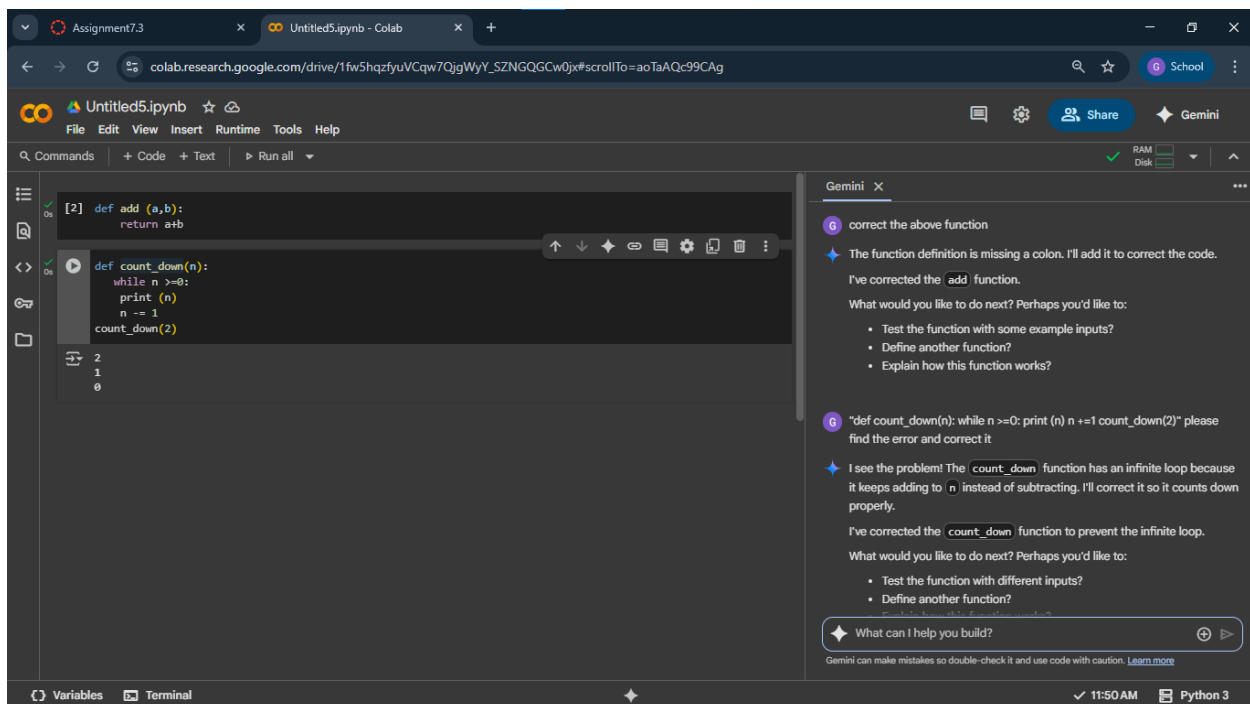 Assignment7.3
Untitled5.ipynb - Colab
colab.research.google.com/drive/1fw5hqzfyuVCqw7QjgWyY_SZNGQGCw0jx#scrollTo=aoTaAQc99CAg
G School
Untitled5.ipynb
Share
Gemini
File Edit View Insert Runtime Tools Help
Commands + Code + Text Run all
RAM
Disk
[2] def add (a,b):
return a+b
0s
def count_down(n):
while n >=0:
print (n)
n -= 1
count_down(2)
0s
2
1
0
Gemini
G correct the above function
The function definition is missing a colon. I'll add it to correct the code.
I've corrected the add function.
What would you like to do next? Perhaps you'd like to:
• Test the function with some example inputs?
• Define another function?
• Explain how this function works?
G "def count_down(n): while n >=0: print (n) n +=1 count_down(2)" please
find the error and correct it
I see the problem! The count_down function has an infinite loop because
it keeps adding to n instead of subtracting. I'll correct it so it counts down
properly.
I've corrected the count_down function to prevent the infinite loop.
What would you like to do next? Perhaps you'd like to:
• Test the function with different inputs?
• Define another function?
• Explain how this function works?
What can I help you build?
Gemini can make mistakes so double-check it and use code with caution. Learn more
{} Variables Terminal
11:50 AM Python 3